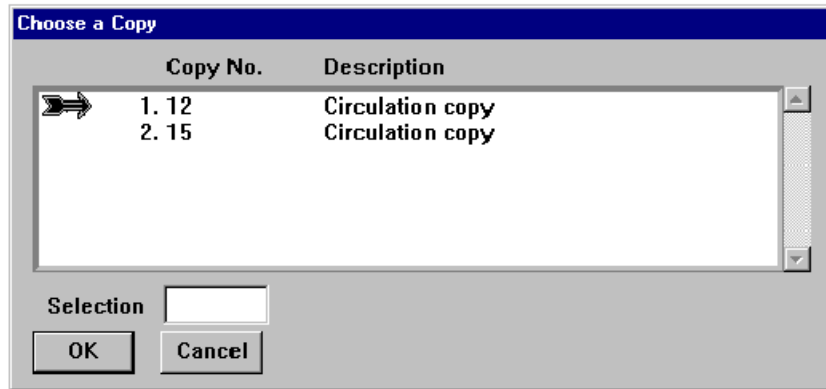 Choose a Copy
Copy No. Description
1. 12 Circulation copy
2. 15 Circulation copy
Selection
OK Cancel